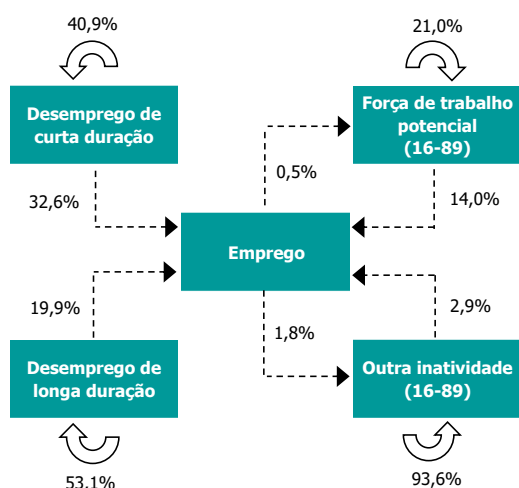 40,9%
21,0%
Desemprego de
curta duração
Força de trabalho
potencial
(16-89)
0,5%
32,6%
14,0%
Emprego
19,9%
2,9%
1,8%
Desemprego de
longa duração
Outra inatividade
(16-89)
53,1%
93,6%